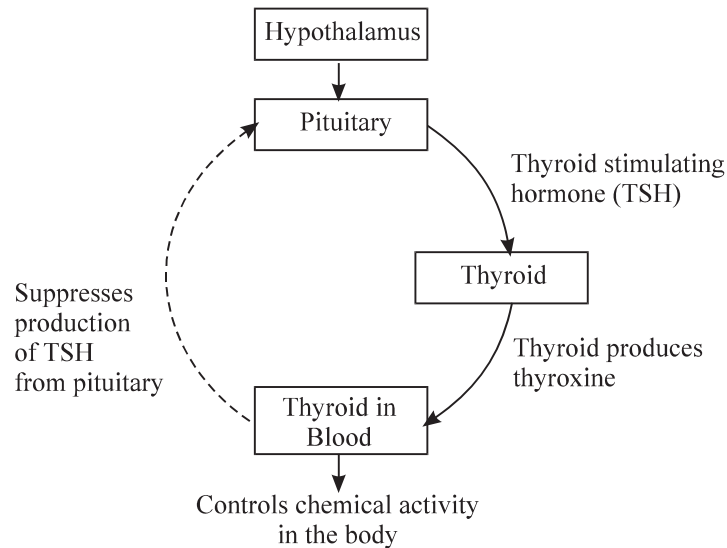 Hypothalamus
Pituitary
Thyroid stimulating
hormone (TSH)
Thyroid
Suppresses
production
of TSH
from pituitary
Thyroid produces
thyroxine
Thyroid in
Blood
Controls chemical activity
in the body